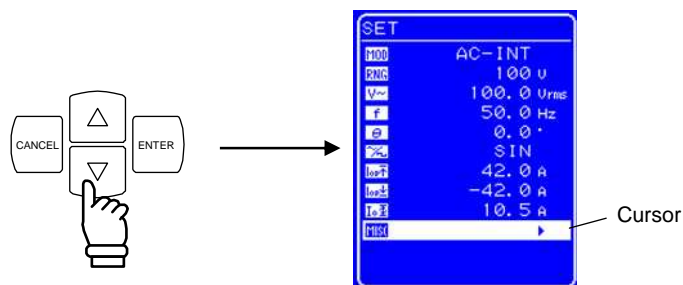 CANCEL
ENTER
SET
MOD AC-INT
RNG 100 V
V~ 100.0 Vrms
f 50.0 Hz
θ 0.0 °
SIN
42.0 A
-42.0 A
10.5 A
MISC
Cursor